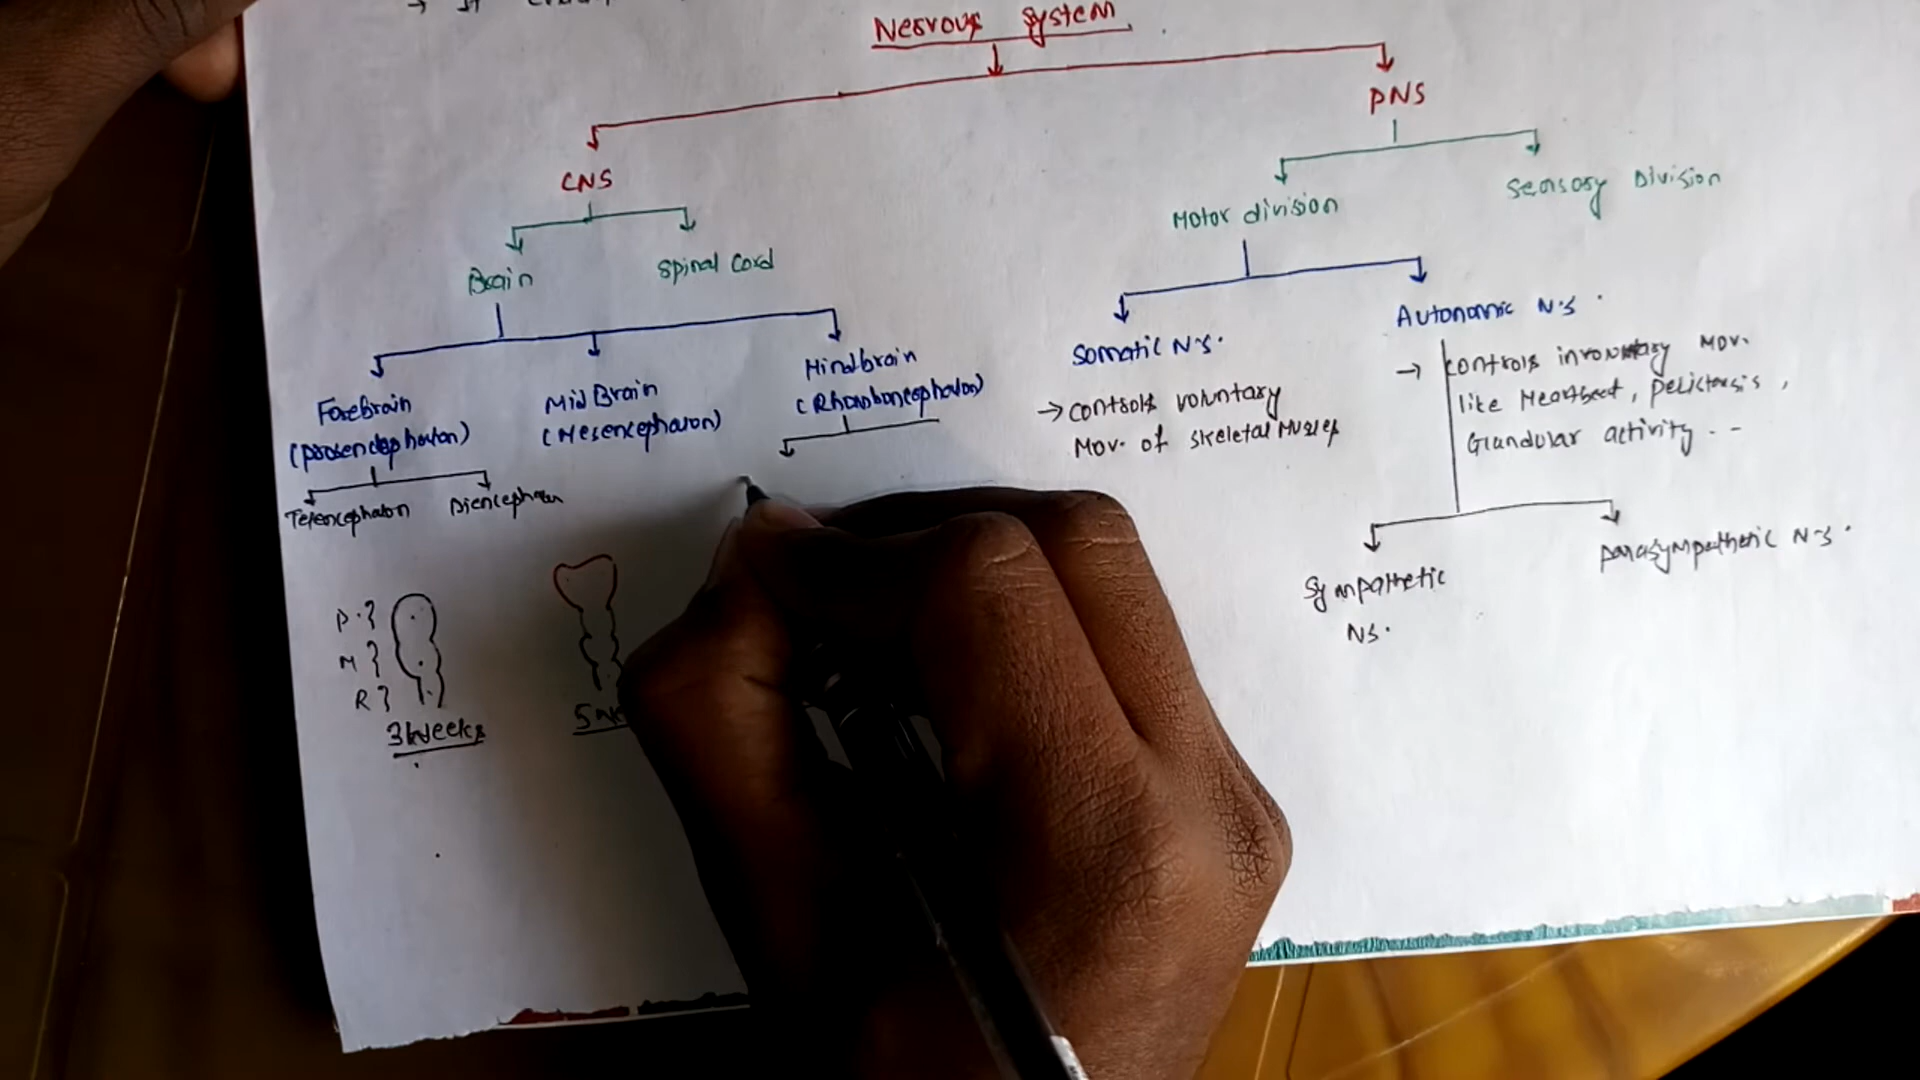 Nervous System
PNS
CNS
Motor division
Sensory Division
Brain
Spinal Cord
Somatic N.S.
Autonomic N.S.
→ controls voluntary
Mov. of skeletal Muscles
→ controls involuntary Mov.
like Heartbeat, pelictersis,
Glandular activity - -
Sympathetic
NS.
parasympathetic N-S.
Forebrain
(prosencephalon)
Mid Brain
(Mesencephalon)
Hindbrain
(Rhomboncephalon)
Telencephalon
Diencephalon
P. }
M }
R }
3 Weeks